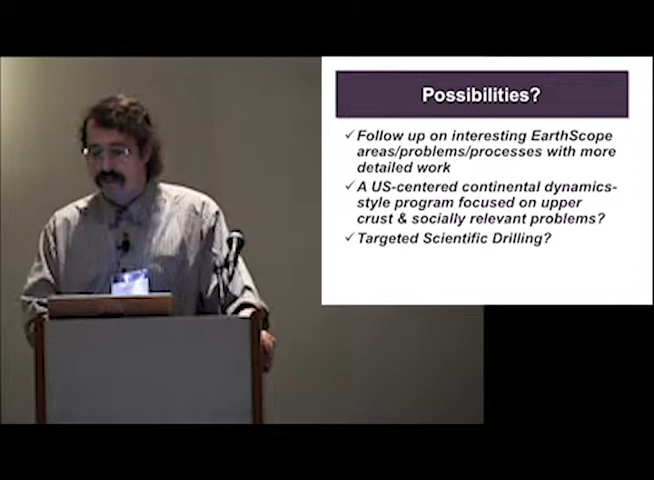 Possibilities?
✓ Follow up on interesting EarthScope
areas/problems/processes with more
detailed work
✓ A US-centered continental dynamics-
style program focused on upper
crust & socially relevant problems?
✓ Targeted Scientific Drilling?